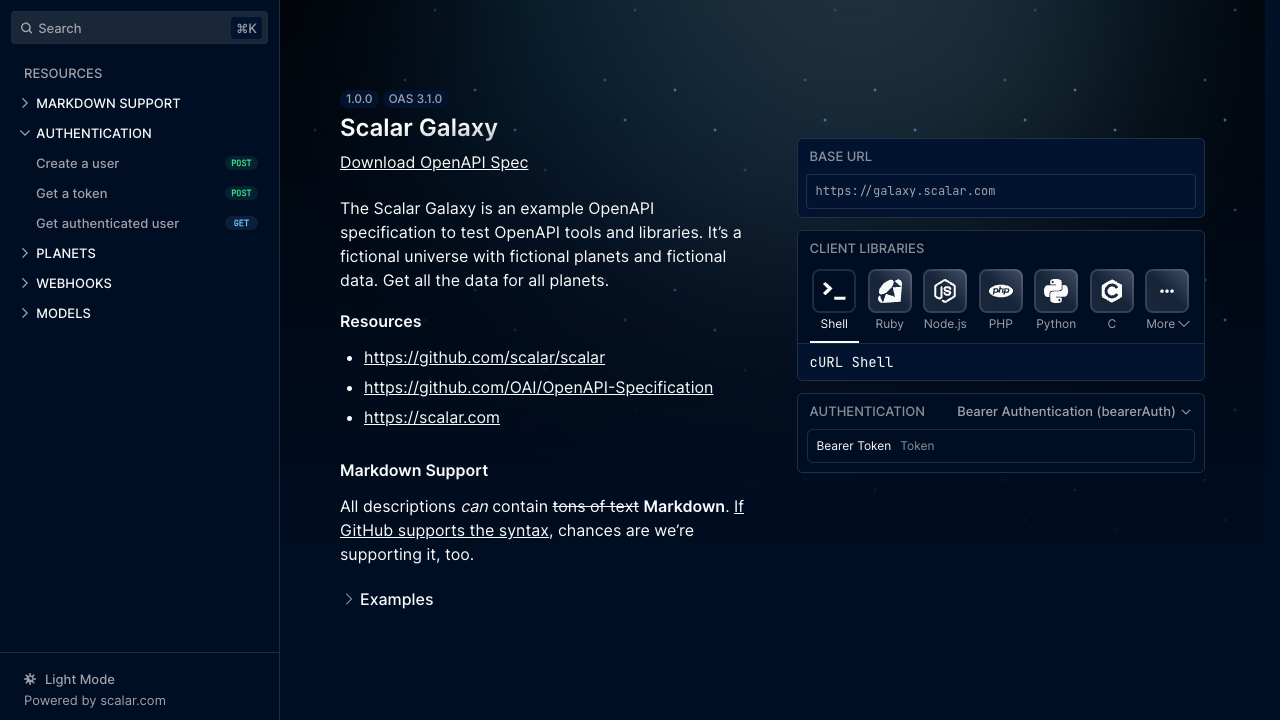 Search ⌘K
RESOURCES
MARKDOWN SUPPORT
AUTHENTICATION
Create a user POST
Get a token POST
Get authenticated user GET
PLANETS
WEBHOOKS
MODELS
Light Mode
Powered by scalar.com
1.0.0 OAS 3.1.0
Scalar Galaxy
Download OpenAPI Spec
The Scalar Galaxy is an example OpenAPI
specification to test OpenAPI tools and libraries. It’s a
fictional universe with fictional planets and fictional
data. Get all the data for all planets.
Resources
• https://github.com/scalar/scalar
• https://github.com/OAI/OpenAPI-Specification
• https://scalar.com
Markdown Support
All descriptions can contain tons of text Markdown. If
GitHub supports the syntax, chances are we’re
supporting it, too.
Examples
BASE URL
https://galaxy.scalar.com
CLIENT LIBRARIES
JS php C
Shell Ruby Node.js PHP Python C More
cURL Shell
AUTHENTICATION Bearer Authentication (bearerAuth)
Bearer Token Token